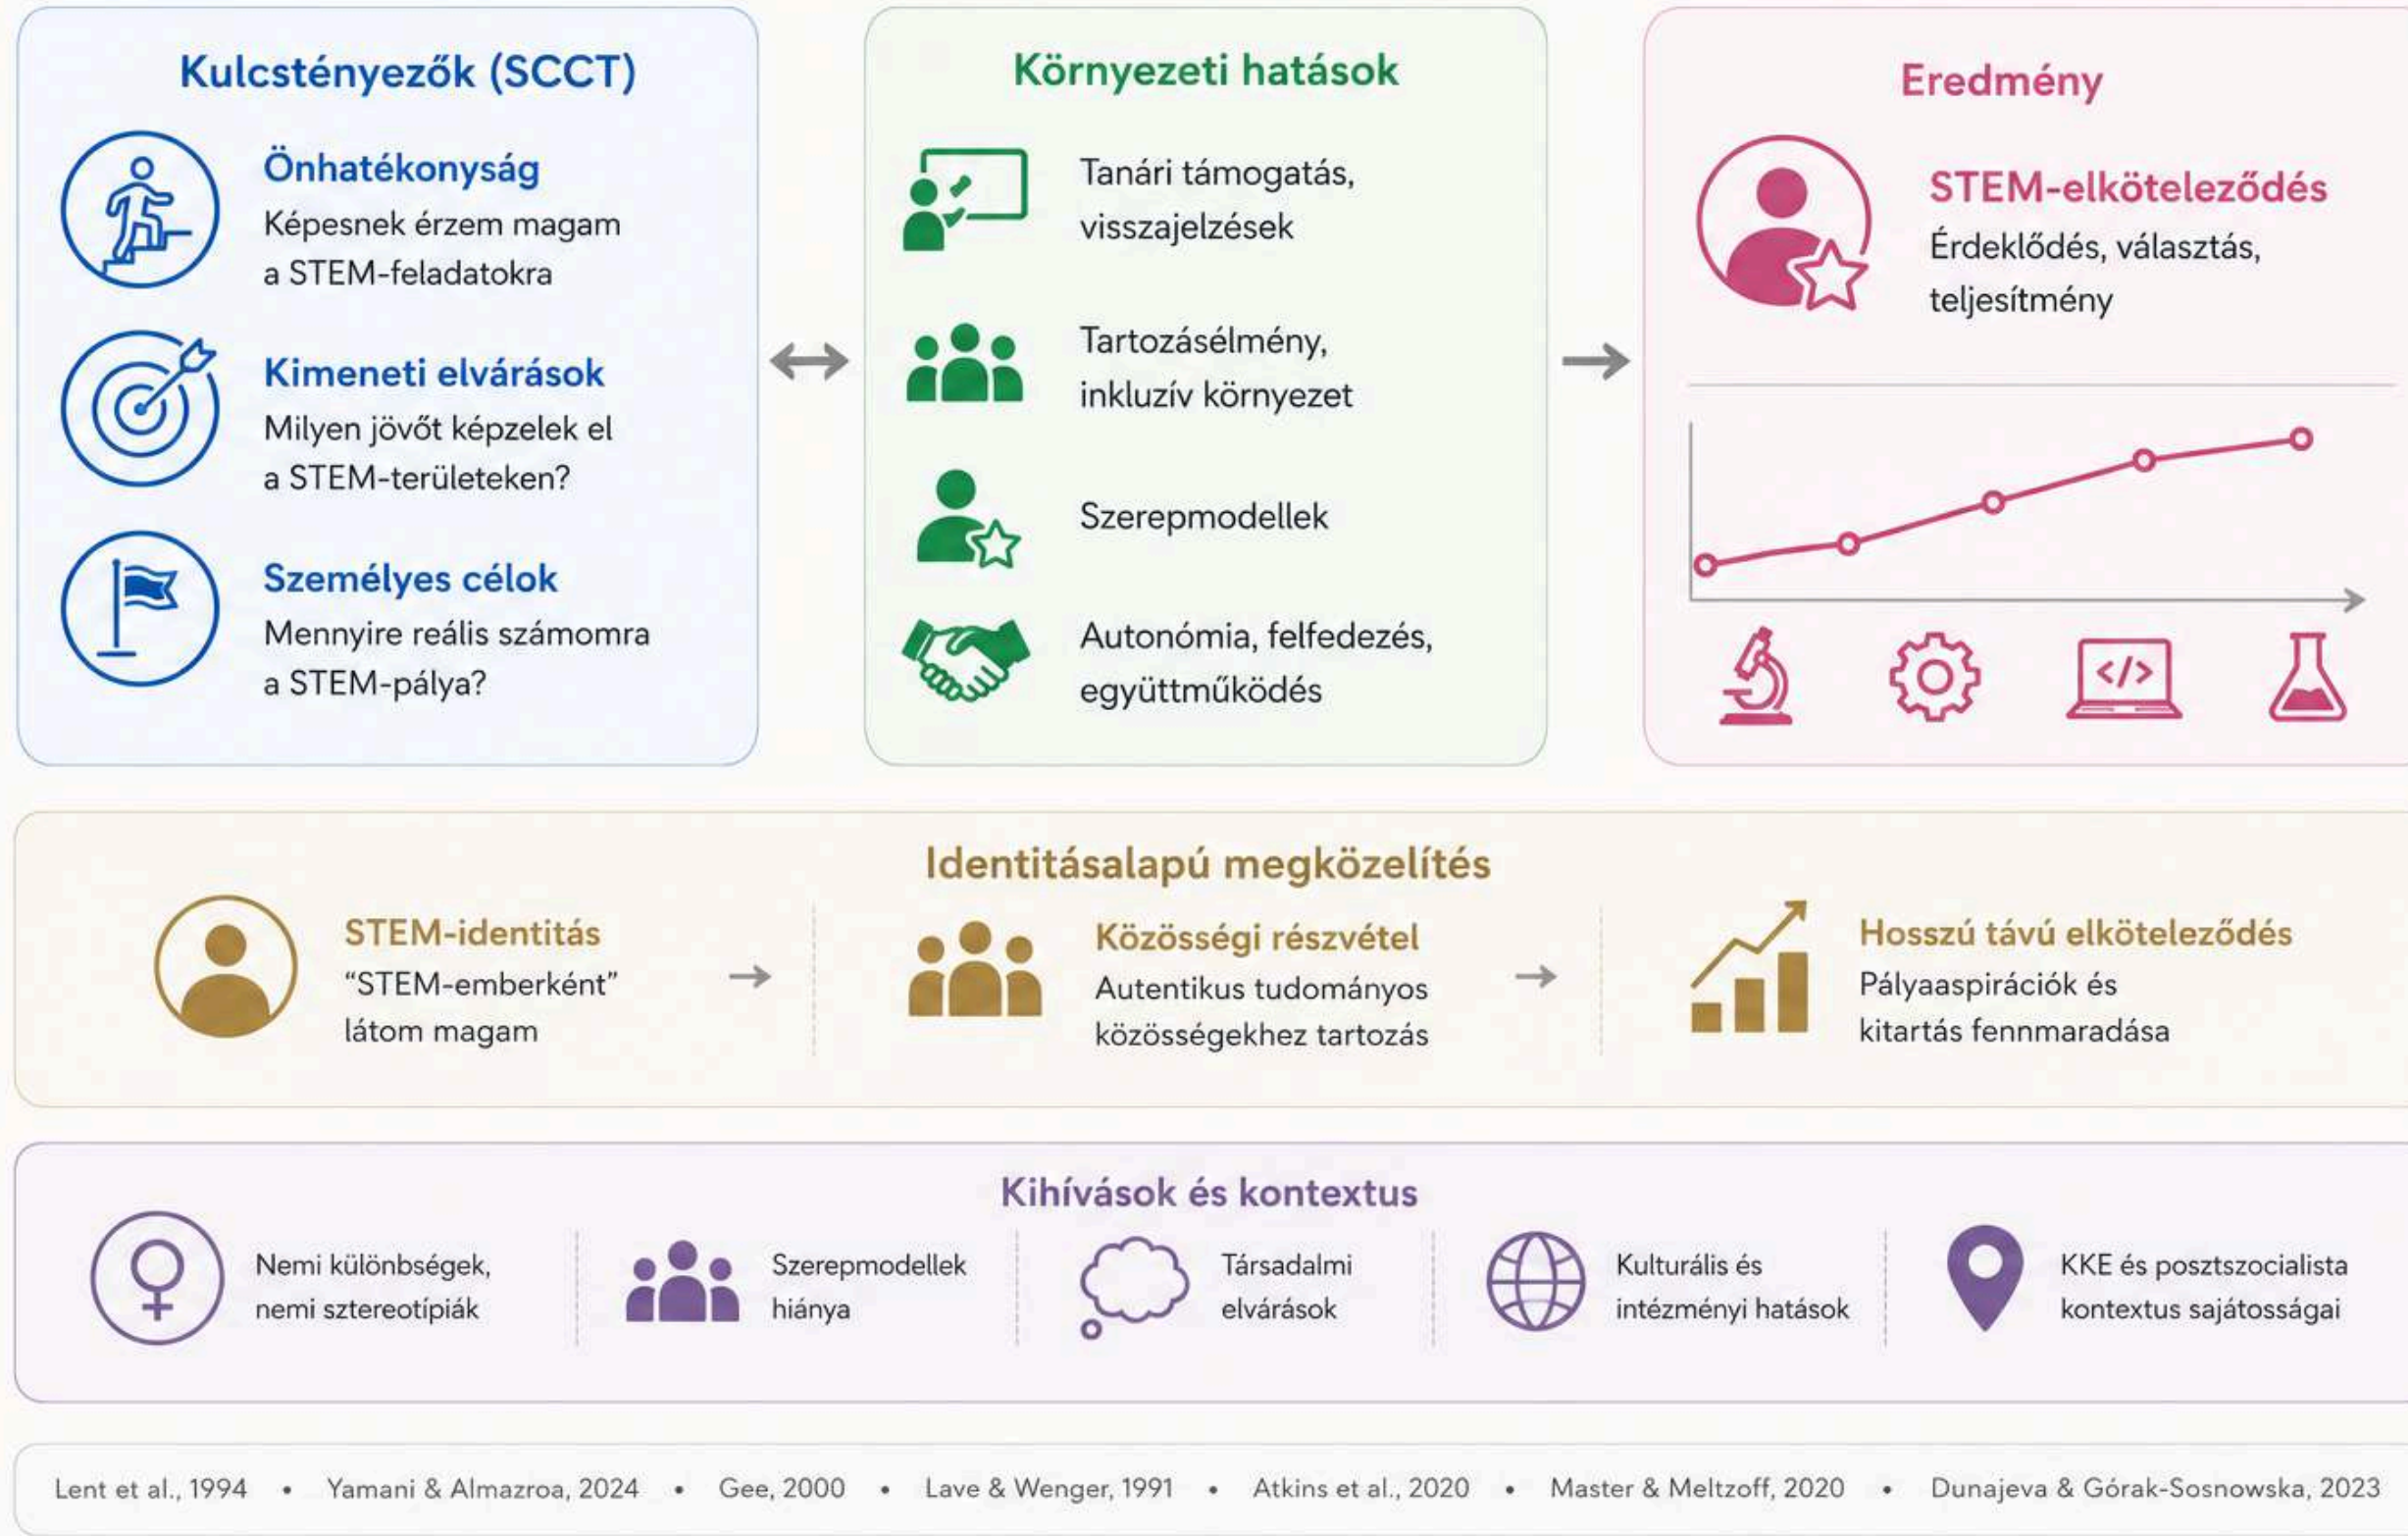 Kulcstényezők (SCCT)
Önhatékonyság
Képesnek érzem magam
a STEM-feladatokra
Kimeneti elvárások
Milyen jövőt képzelek el
a STEM-területeken?
Személyes célok
Mennyire reális számomra
a STEM-pálya?
Környezeti hatások
Tanári támogatás,
visszajelzések
Tartozásélmény,
inkluzív környezet
Szerepmodellek
Autonómia, felfedezés,
együttműködés
Eredmény
STEM-elköteleződés
Érdeklődés, választás,
teljesítmény
</>
Identitásalapú megközelítés
STEM-identitás
“STEM-emberként”
látom magam
Közösségi részvétel
Autentikus tudományos
közösségekhez tartozás
Hosszú távú elköteleződés
Pályaaspirációk és
kitartás fennmaradása
Kihívások és kontextus
Nemi különbségek,
nemi sztereotípiák
Szerepmodellek
hiánya
Társadalmi
elvárások
Kulturális és
intézményi hatások
KKE és posztszocialista
kontextus sajátosságai
Lent et al., 1994 • Yamani & Almazroa, 2024 • Gee, 2000 • Lave & Wenger, 1991 • Atkins et al., 2020 • Master & Meltzoff, 2020 • Dunajeva & Górak-Sosnowska, 2023